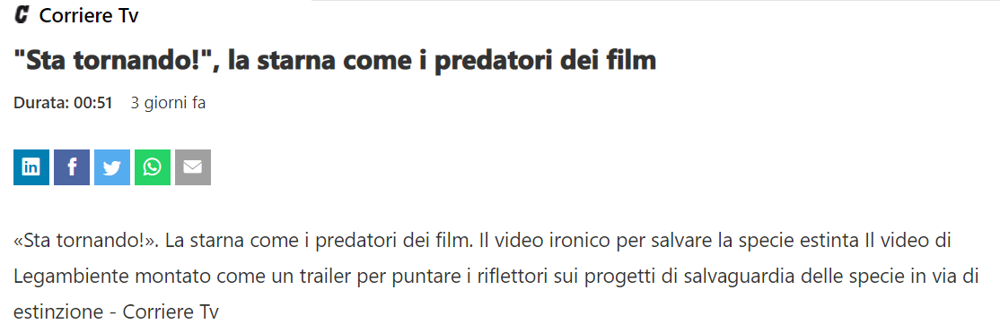 Corriere Tv
"Sta tornando!", la starna come i predatori dei film
Durata: 00:51 3 giorni fa
«Sta tornando!». La starna come i predatori dei film. Il video ironico per salvare la specie estinta Il video di
Legambiente montato come un trailer per puntare i riflettori sui progetti di salvaguardia delle specie in via di
estinzione - Corriere Tv